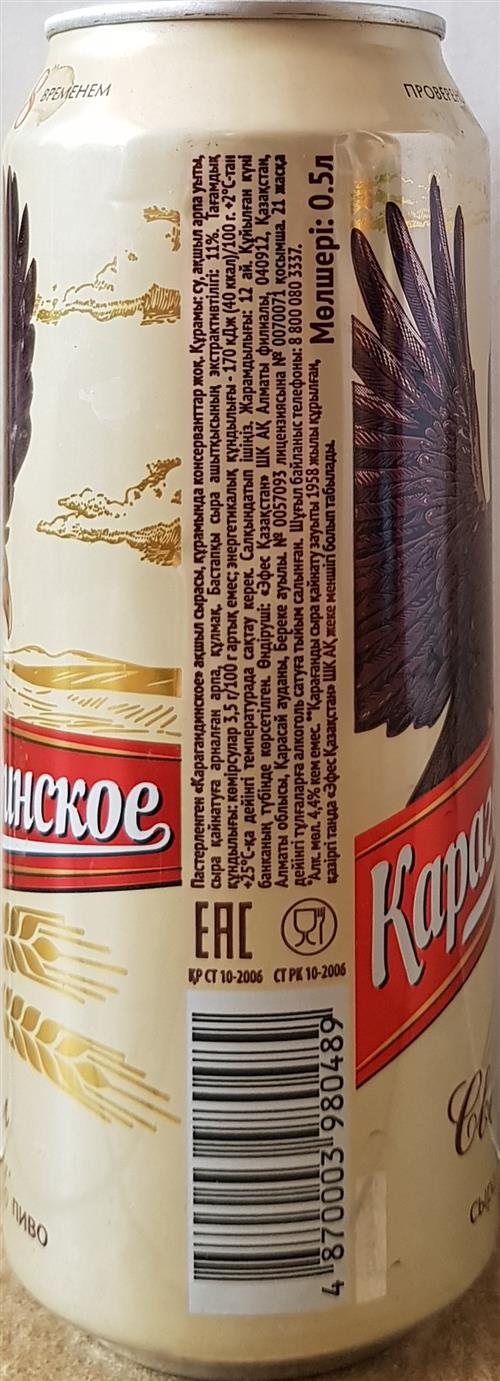 ВРЕМЕНЕМ
ПРОВЕРЕН
Пастерленген «Карагандинское» ақшыл сырасы, құрамында консерванттар жоқ. Құрамы: су, ақшыл арпа уыты,
сыра қайнатуға арналған арпа, құлмақ. Бастапқы сыра ашытқысының экстрактивтілігі: 11%. Тағамдық
құндылығы: көмірсулар 3,5 г/100 г артық емес; энергетикалық құндылығы - 170 кДж (40 ккал)/100 г. +2°С-тан
+25°С-қа дейінгі температурада сақтау керек. Салқындатып ішіңіз. Жарамдылығы: 12 ай. Құйылған күні
банканың түбінде көрсетілген. Өндіруші: «Эфес Қазақстан» ШК АҚ Алматы филиалы, 040912, Қазақстан,
Алматы облысы, Қарасай ауданы, Береке ауылы. № 0057093 лицензиясына № 0070071 қосымша. 21 жасқа
дейінгі тұлғаларға алкоголь сатуға тыйым салынған. Шұғыл байланыс телефоны: 8 800 080 3337.
*Алк. мөл. 4,4% кем емес. **Қарағанды сыра қайнату зауыты 1958 жылы құрылған,
қазіргі таңда «Эфес Қазақстан» ШК АҚ жеке меншігі болып табылады.
Мөлшері: 0.5л
EAC
ҚР СТ 10-2006 СТ РК 10-2006
4 870003 980489
инское
Караг
Св
ПИВО
СЫРА